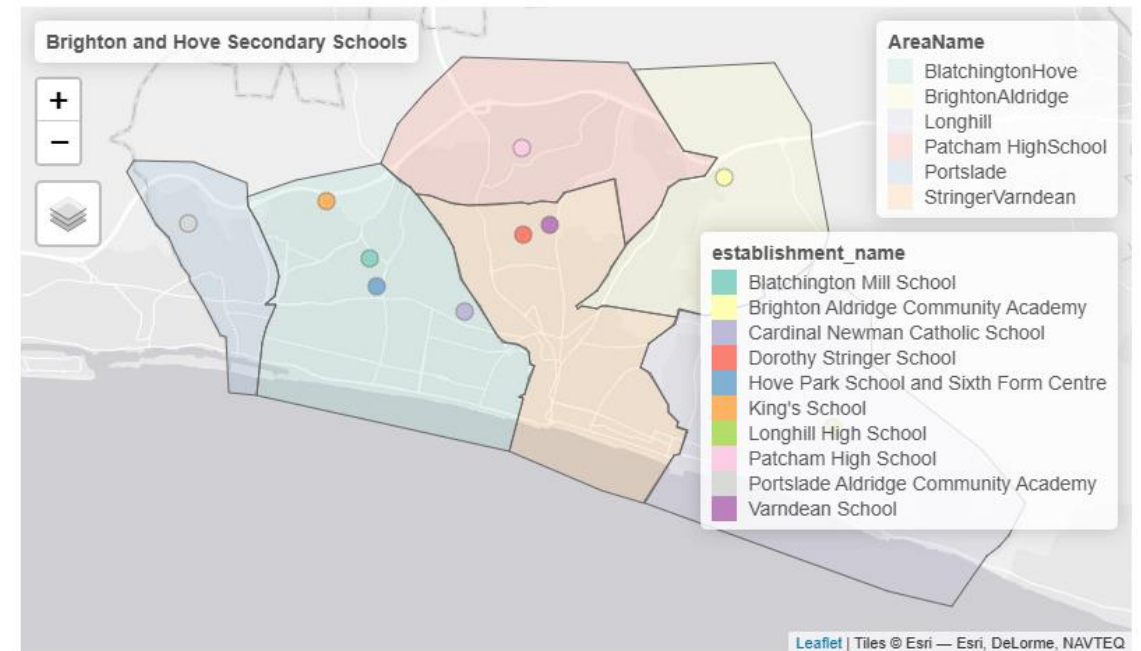 Brighton and Hove Secondary Schools
+
−
AreaName
BlatchingtonHove
BrightonAldridge
Longhill
Patcham HighSchool
Portslade
StringerVarndean
establishment_name
Blatchington Mill School
Brighton Aldridge Community Academy
Cardinal Newman Catholic School
Dorothy Stringer School
Hove Park School and Sixth Form Centre
King's School
Longhill High School
Patcham High School
Portslade Aldridge Community Academy
Varndean School
Leaflet | Tiles © Esri — Esri, DeLorme, NAVTEQ